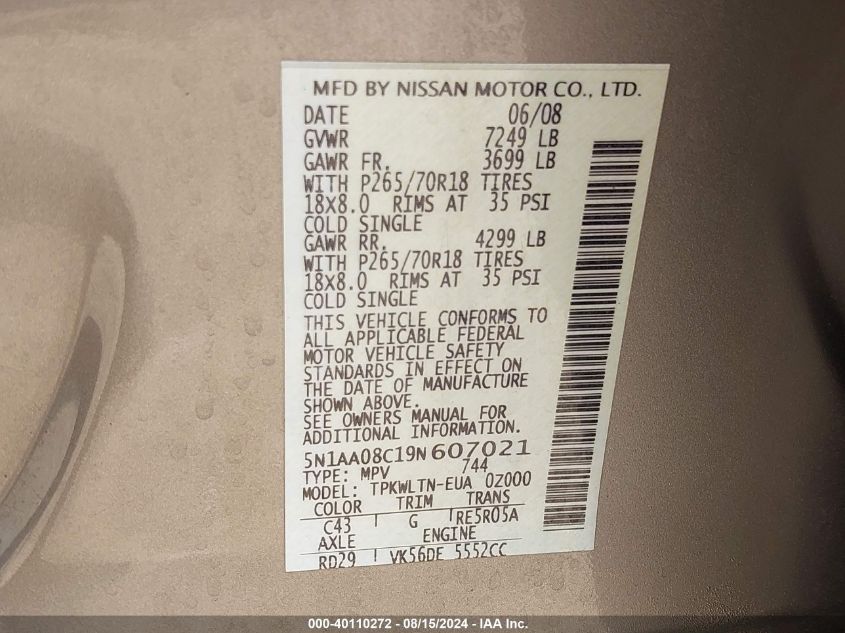 MFD BY NISSAN MOTOR CO., LTD.
DATE 06/08
GVWR 7249 LB
GAWR FR. 3699 LB
WITH P265/70R18 TIRES
18X8.0 RIMS AT 35 PSI
COLD SINGLE
GAWR RR. 4299 LB
WITH P265/70R18 TIRES
18X8.0 RIMS AT 35 PSI
COLD SINGLE
THIS VEHICLE CONFORMS TO
ALL APPLICABLE FEDERAL
MOTOR VEHICLE SAFETY
STANDARDS IN EFFECT ON
THE DATE OF MANUFACTURE
SHOWN ABOVE.
SEE OWNERS MANUAL FOR
ADDITIONAL INFORMATION.
5N1AA08C19N607021
TYPE: MPV 744
MODEL: TPKWLTN-EUA 0Z000
COLOR TRIM TRANS
C43 G RE5R05A
AXLE ENGINE
RD29 VK56DE 5552CC
000-40110272 - 08/15/2024 - IAA Inc.